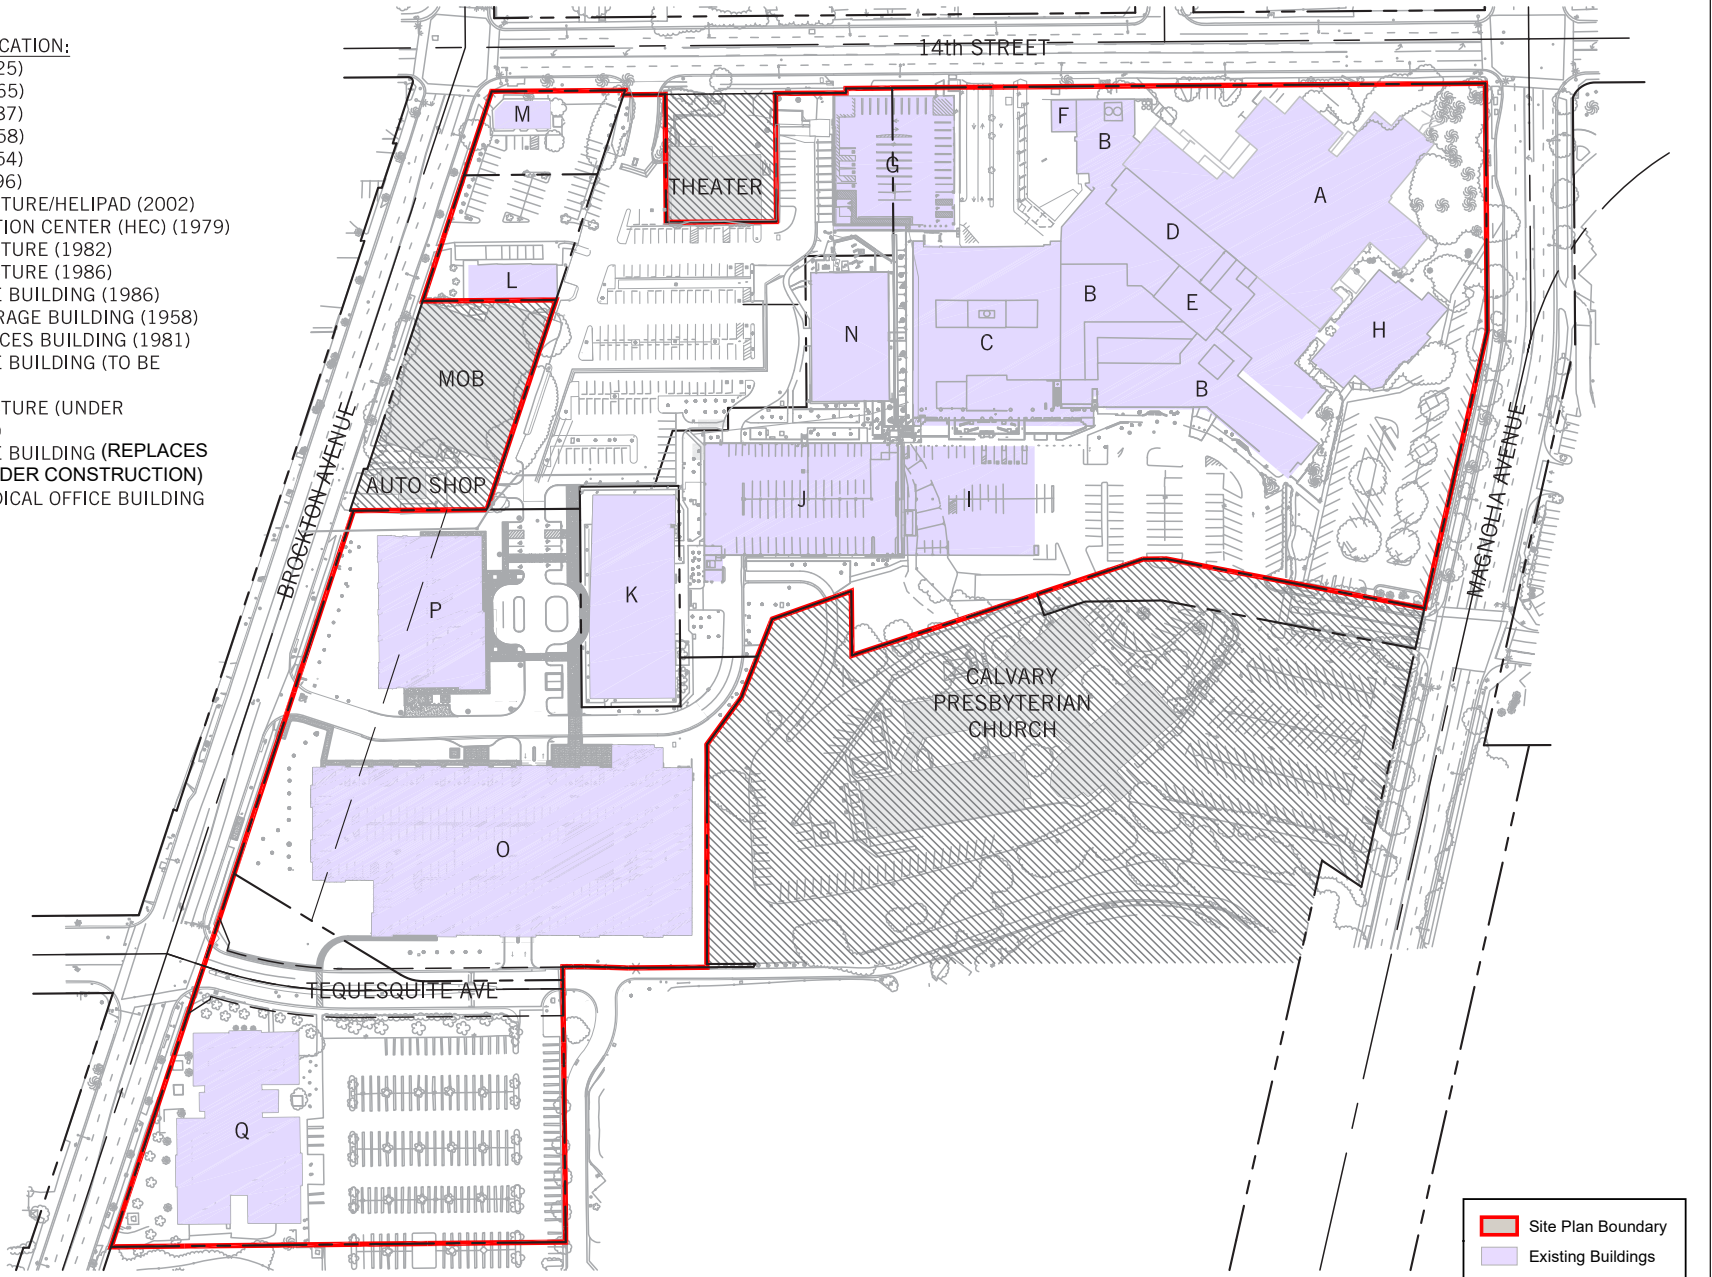 CATION:
25)
65)
87)
58)
54)
96)
TURE/HELIPAD (2002)
TION CENTER (HEC) (1979)
TURE (1982)
TURE (1986)
E BUILDING (1986)
RAGE BUILDING (1958)
CES BUILDING (1981)
E BUILDING (TO BE
TURE (UNDER
)
E BUILDING (REPLACES
DER CONSTRUCTION)
DICAL OFFICE BUILDING
14th STREET
M
F
B
G
THEATER
A
D
L
B
E
N
C
H
MOB
B
AUTO SHOP
J
I
BROCKTON AVENUE
MAGNOLIA AVENUE
P
K
CALVARY
PRESBYTERIAN
CHURCH
O
TEQUESQUITE AVE
Q
Site Plan Boundary
Existing Buildings